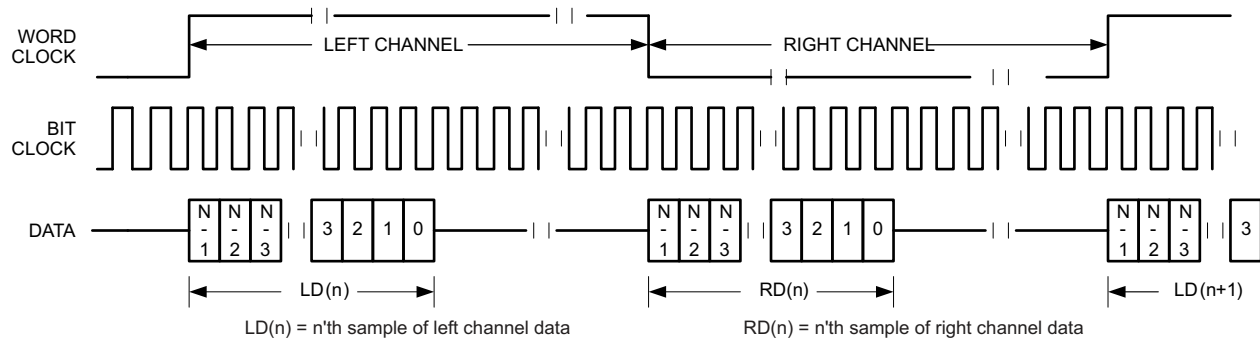 WORD
CLOCK
LEFT CHANNEL
RIGHT CHANNEL
BIT
CLOCK
DATA
N
-
1
N
-
2
N
-
3
3
2
1
0
N
-
1
N
-
2
N
-
3
3
2
1
0
N
-
1
N
-
2
N
-
3
3
LD(n)
RD(n)
LD(n+1)
LD(n) = n'th sample of left channel data
RD(n) = n'th sample of right channel data